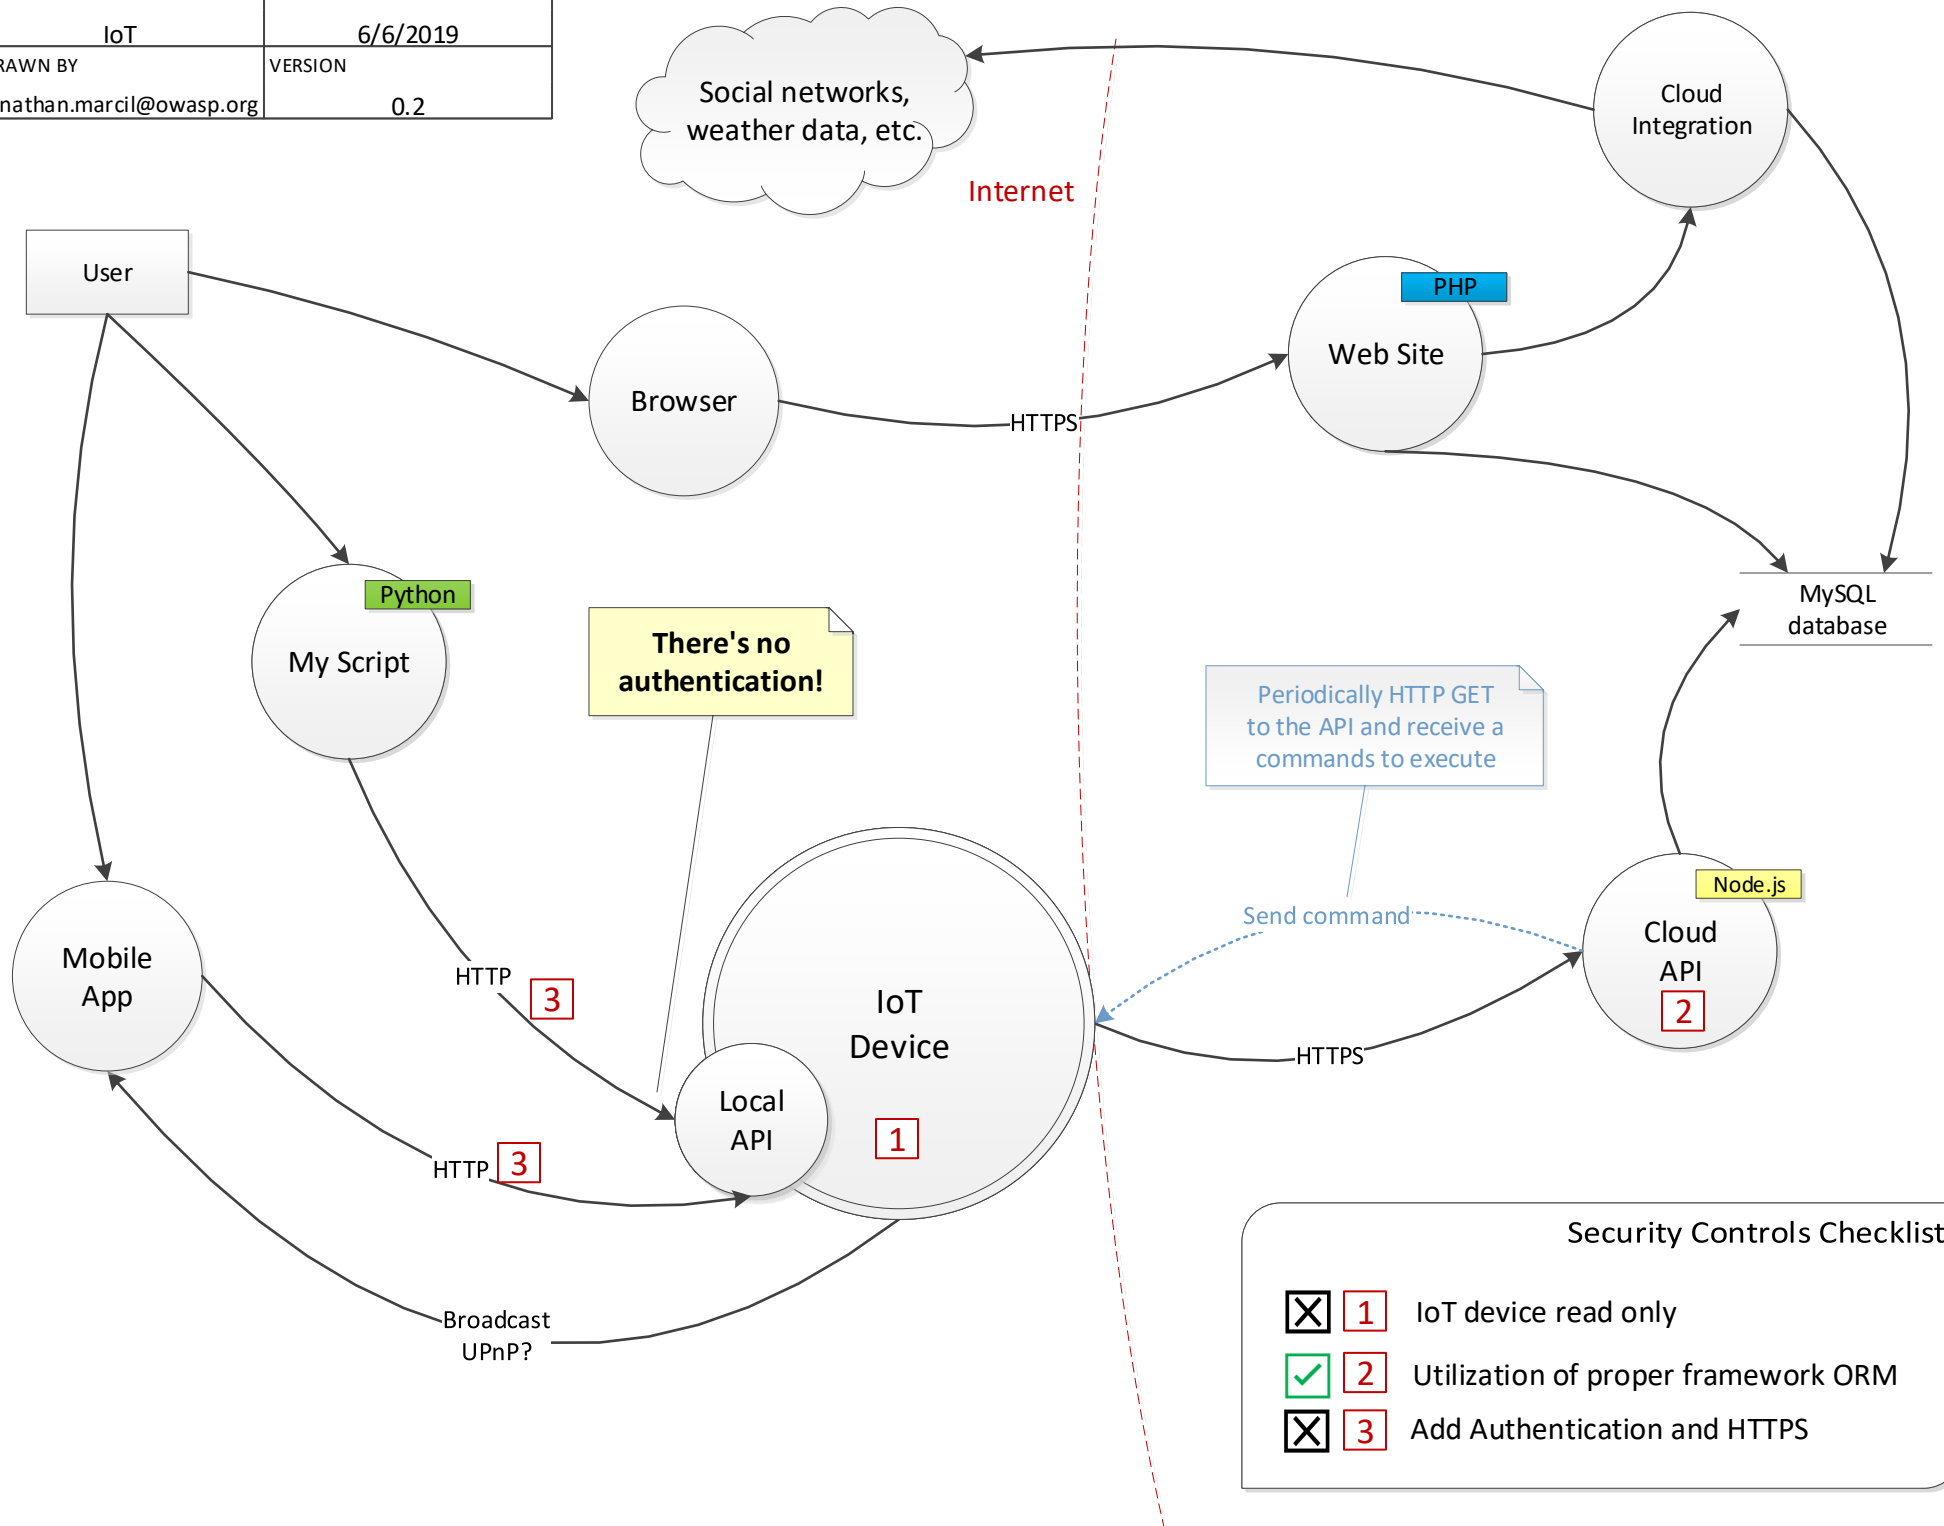 IoT
6/6/2019
RAWN BY
VERSION
nathan.marcil@owasp.org
0.2
Social networks,
weather data, etc.
Cloud
Integration
Internet
User
PHP
Web Site
Browser
HTTPS
Python
My Script
There's no
authentication!
MySQL
database
Periodically HTTP GET
to the API and receive a
commands to execute
Node.js
Send command
Cloud
API
2
Mobile
App
HTTP
3
IoT
Device
HTTPS
Local
API
1
HTTP
3
Security Controls Checklist
1 IoT device read only
2 Utilization of proper framework ORM
3 Add Authentication and HTTPS
Broadcast
UPnP?